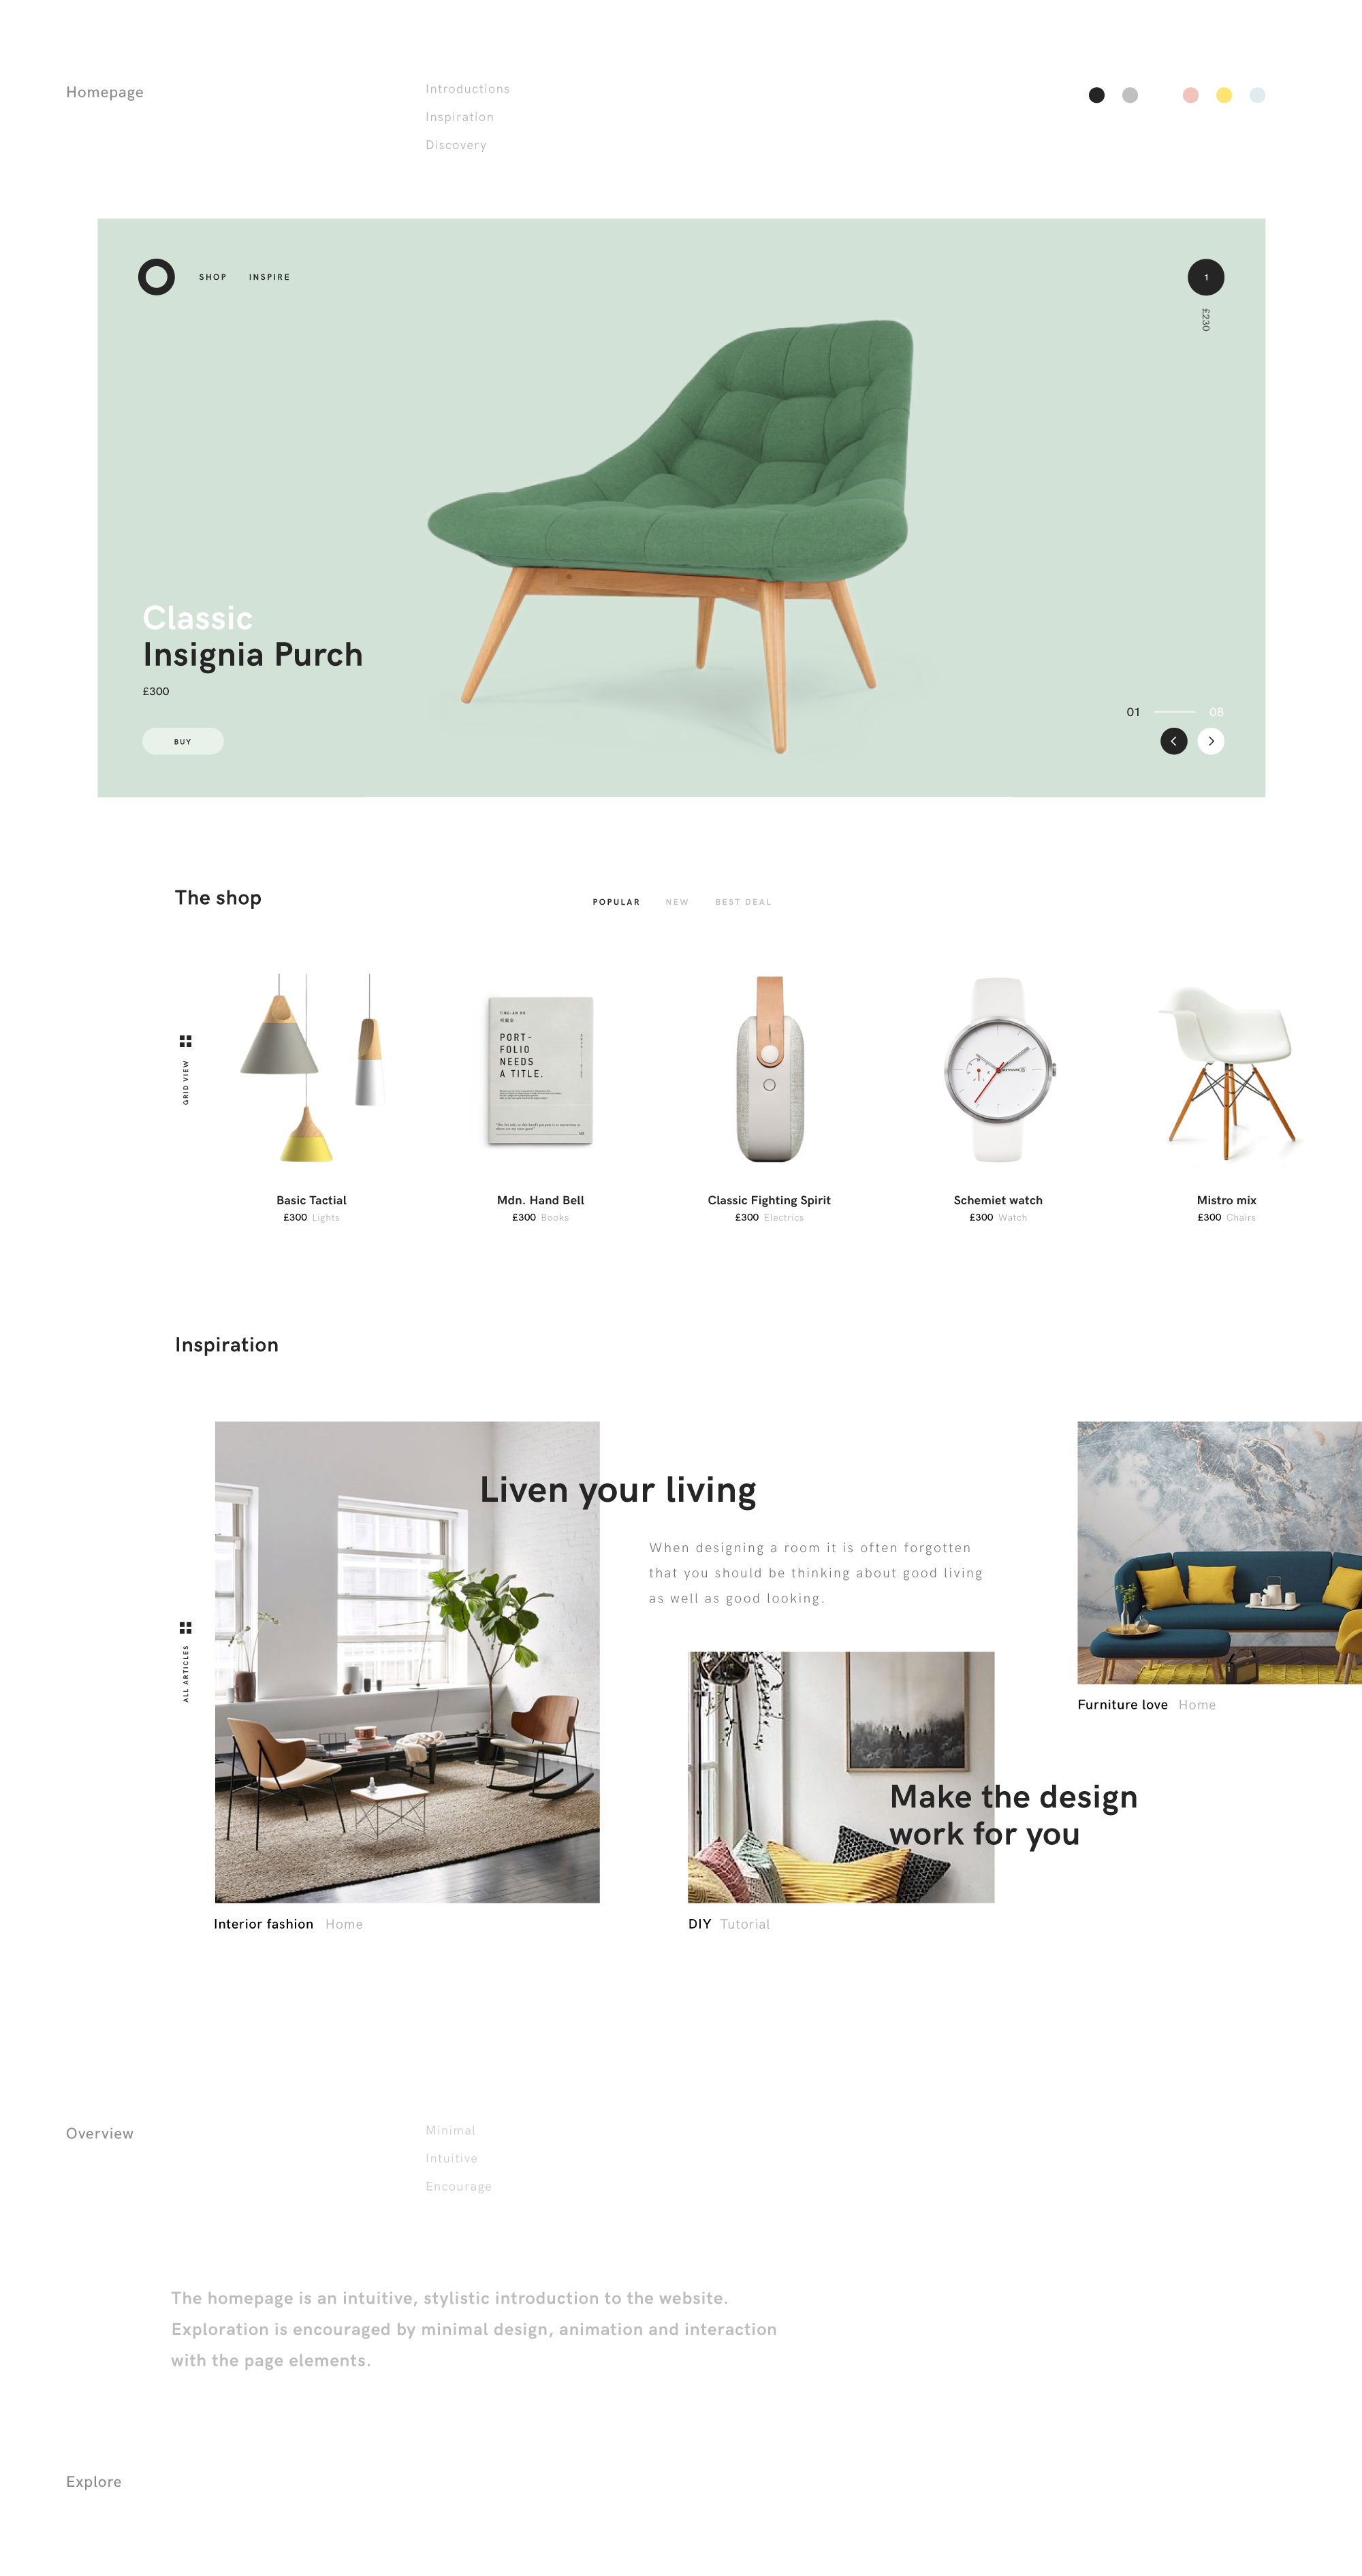 Homepage
Introductions
Inspiration
Discovery
SHOP INSPIRE
1
£230
Classic
Insignia Purch
£300
BUY
01 08
The shop
POPULAR NEW BEST DEAL
GRID VIEW
PORT-
FOLIO
NEEDS
A TITLE.
Basic Tactial
£300 Lights
Mdn. Hand Bell
£300 Books
Classic Fighting Spirit
£300 Electrics
Schemiet watch
£300 Watch
Mistro mix
£300 Chairs
Inspiration
Liven your living
When designing a room it is often forgotten
that you should be thinking about good living
as well as good looking.
ALL ARTICLES
Furniture love Home
Make the design
work for you
Interior fashion Home
DIY Tutorial
Overview
Minimal
Intuitive
Encourage
The homepage is an intuitive, stylistic introduction to the website.
Exploration is encouraged by minimal design, animation and interaction
with the page elements.
Explore